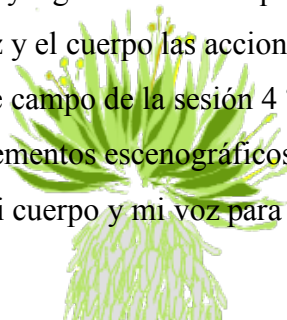 z y el cuerpo las accion
e campo de la sesión 4
ementos escenográficos
i cuerpo y mi voz para